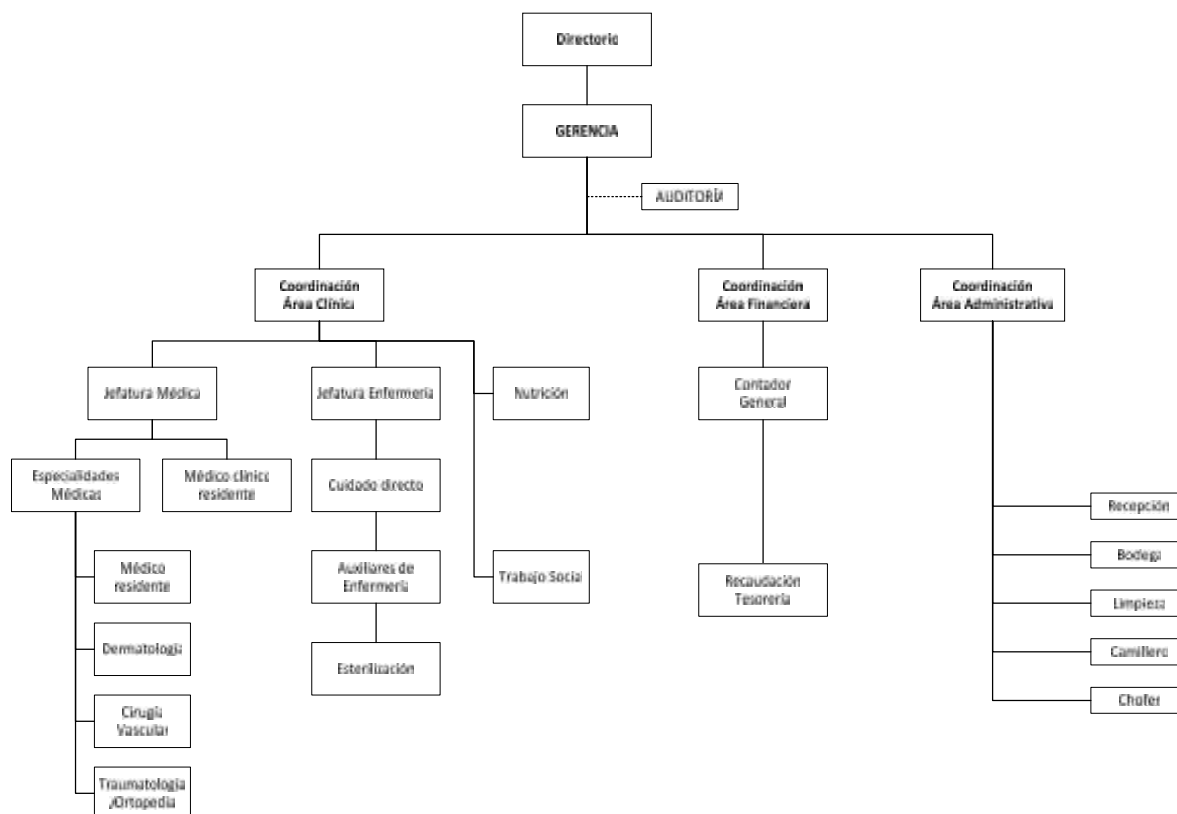 Directorio
GERENCIA
AUDITORÍA
Coordinación
Área Clínica
Coordinación
Área Financiera
Coordinación
Área Administrativa
Jefatura Médica
Jefatura Enfermería
Nutrición
Contador
General
Especialidades
Médicas
Médico clínico
residente
Cuidado directo
Recepción
Bodega
Médico
residente
Auxiliares de
Enfermería
Trabajo Social
Recaudación
Tesorería
Limpieza
Dermatología
Esterilización
Camillero
Chofer
Cirugía
Vascular
Traumatología
/Ortopedia